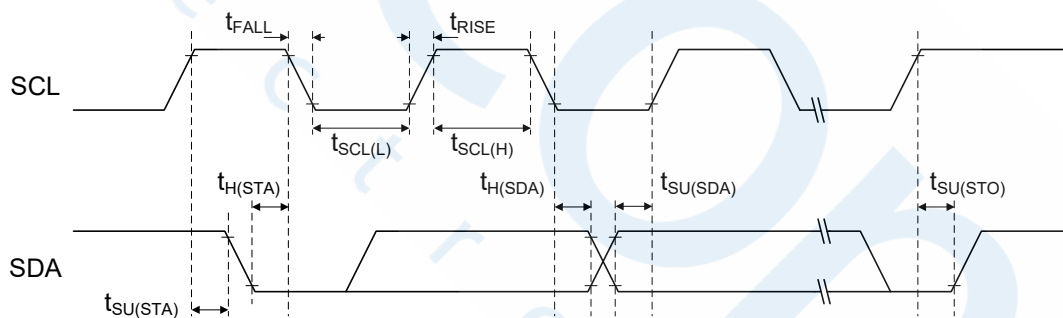 tFALL
tRISE
SCL
tSCL(L)
tSCL(H)
tH(STA)
tH(SDA)
tSU(SDA)
tSU(STO)
SDA
tSU(STA)